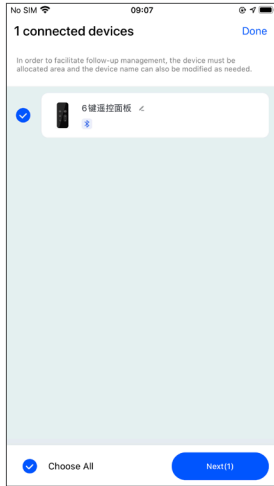 No SIM 09:07
1 connected devices Done
In order to facilitate follow-up management, the device must be
allocated area and the device name can also be modified as needed.
6键遥控面板
Choose All Next(1)